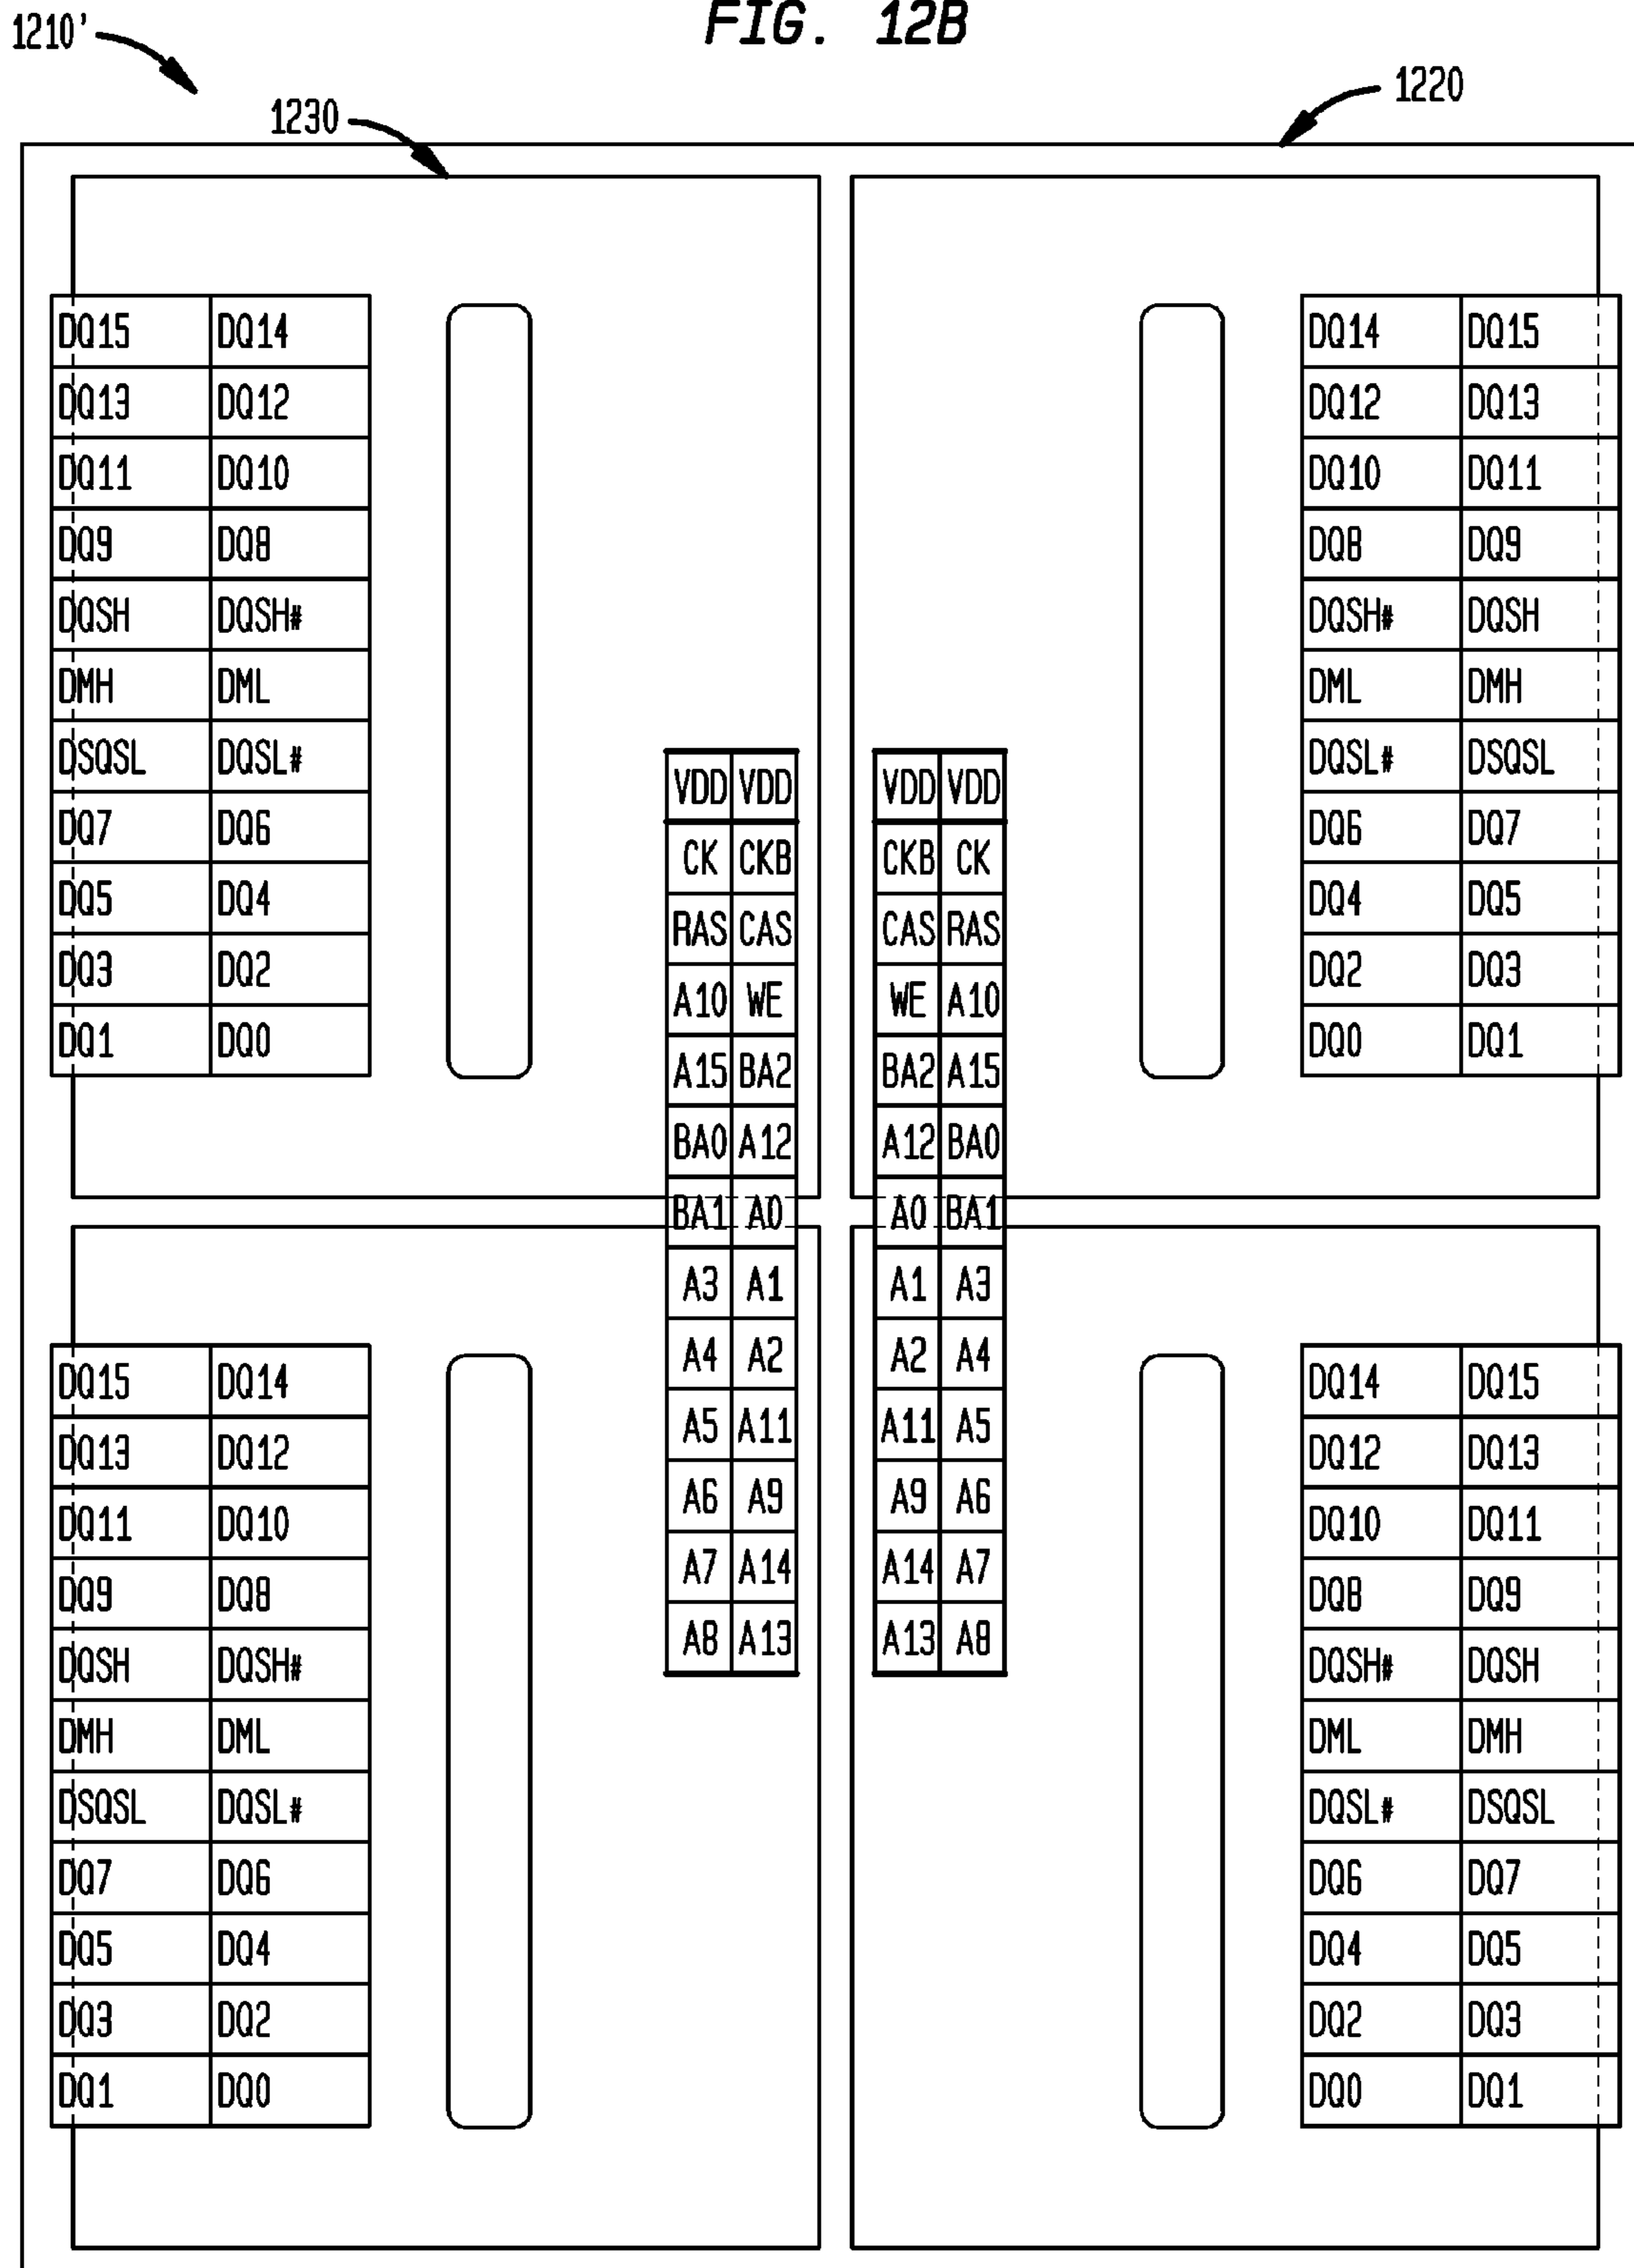 FIG. 12B
1210'
1220
1230
DQ15 DQ14 DQ14 DQ15
DQ13 DQ12 DQ12 DQ13
DQ11 DQ10 DQ10 DQ11
DQ9 DQ8 DQ8 DQ9
DQSH DQSH# DQSH# DQSH
DMH DML DML DMH
DSQSL DQSL# VDD VDD VDD VDD DQSL# DSQSL
DQ7 DQ6 CK CKB CKB CK DQ6 DQ7
DQ5 DQ4 RAS CAS CAS RAS DQ4 DQ5
DQ3 DQ2 A10 WE WE A10 DQ2 DQ3
DQ1 DQ0 A15 BA2 BA2 A15 DQ0 DQ1
BA0 A12 A12 BA0
BA1 A0 A0 BA1
A3 A1 A1 A3
DQ15 DQ14 A4 A2 A2 A4 DQ14 DQ15
DQ13 DQ12 A5 A11 A11 A5 DQ12 DQ13
DQ11 DQ10 A6 A9 A9 A6 DQ10 DQ11
DQ9 DQ8 A7 A14 A14 A7 DQ8 DQ9
DQSH DQSH# A8 A13 A13 A8 DQSH# DQSH
DMH DML DML DMH
DSQSL DQSL# DQSL# DSQSL
DQ7 DQ6 DQ6 DQ7
DQ5 DQ4 DQ4 DQ5
DQ3 DQ2 DQ2 DQ3
DQ1 DQ0 DQ0 DQ1